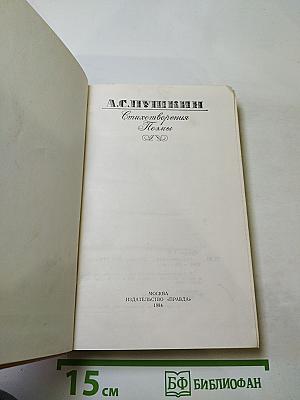 А.С.ПУШКИН
Стихотворения
Поэмы
МОСКВА
ИЗДАТЕЛЬСТВО «ПРАВДА»
1986
15 см
БФ БИБЛИОФАН